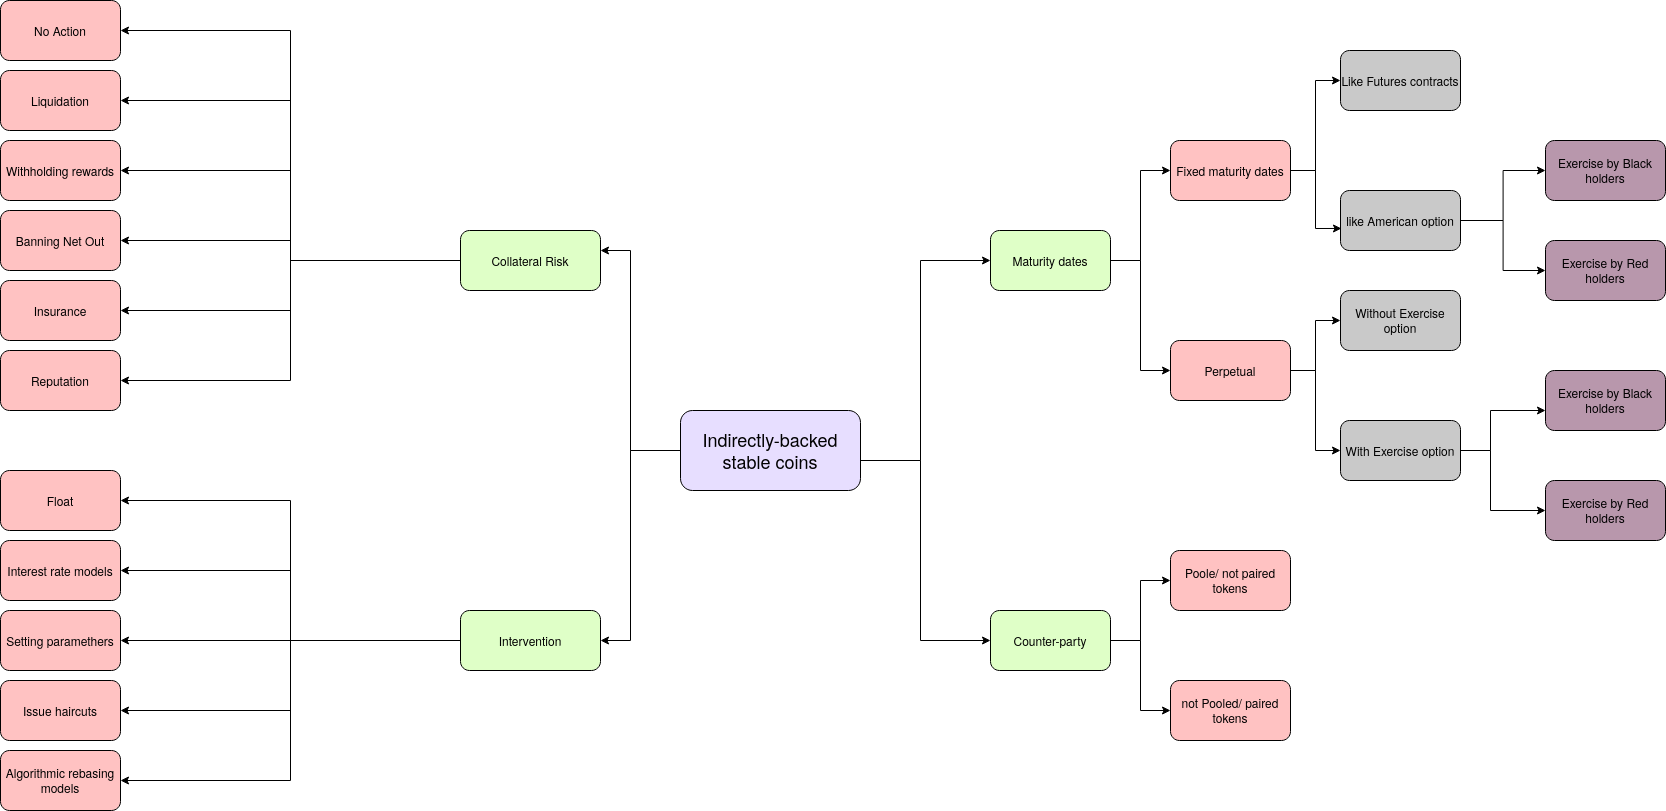 No Action
Liquidation
Withholding rewards
Banning Net Out
Insurance
Reputation
Collateral Risk
Float
Interest rate models
Setting paramethers
Issue haircuts
Algorithmic rebasing
models
Intervention
Indirectly-backed
stable coins
Maturity dates
Fixed maturity dates
Like Futures contracts
like American option
Exercise by Black
holders
Exercise by Red
holders
Perpetual
Without Exercise
option
With Exercise option
Exercise by Black
holders
Exercise by Red
holders
Counter-party
Poole/ not paired
tokens
not Pooled/ paired
tokens